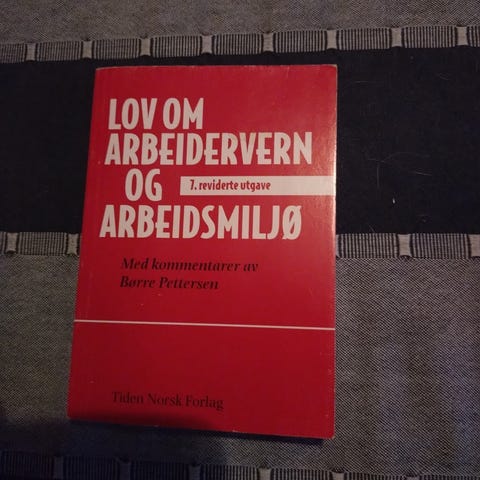 LOV OM
ARBEIDERVERN
OG
7. reviderte utgave
ARBEIDSMILJØ
Med kommentarer av
Børre Pettersen
Tiden Norsk Forlag